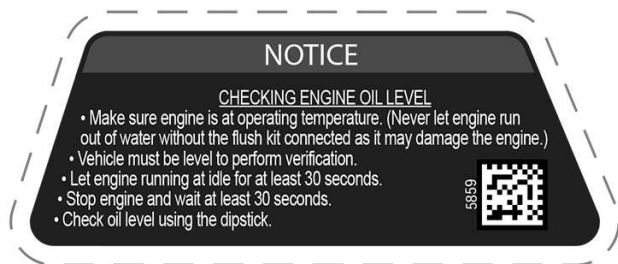 NOTICE
CHECKING ENGINE OIL LEVEL
• Make sure engine is at operating temperature. (Never let engine run
out of water without the flush kit connected as it may damage the engine.)
• Vehicle must be level to perform verification.
• Let engine running at idle for at least 30 seconds.
• Stop engine and wait at least 30 seconds.
• Check oil level using the dipstick.
5859